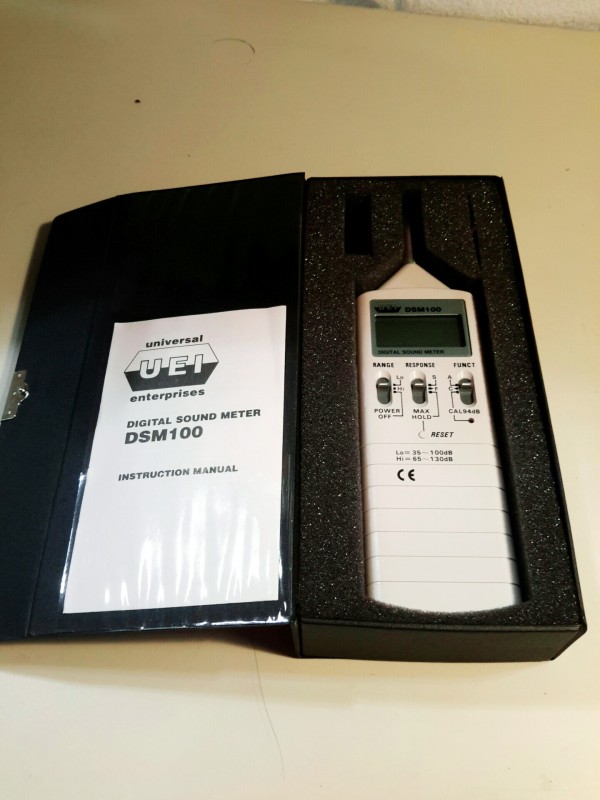 universal
UEI
enterprises
DIGITAL SOUND METER
DSM100
INSTRUCTION MANUAL
UEI DSM100
DIGITAL SOUND METER
RANGE RESPONSE FUNCT
Lo S A
Hi F C
POWER OFF
MAX HOLD
CAL94dB
RESET
Lo=35~100dB
Hi=65~130dB
CE